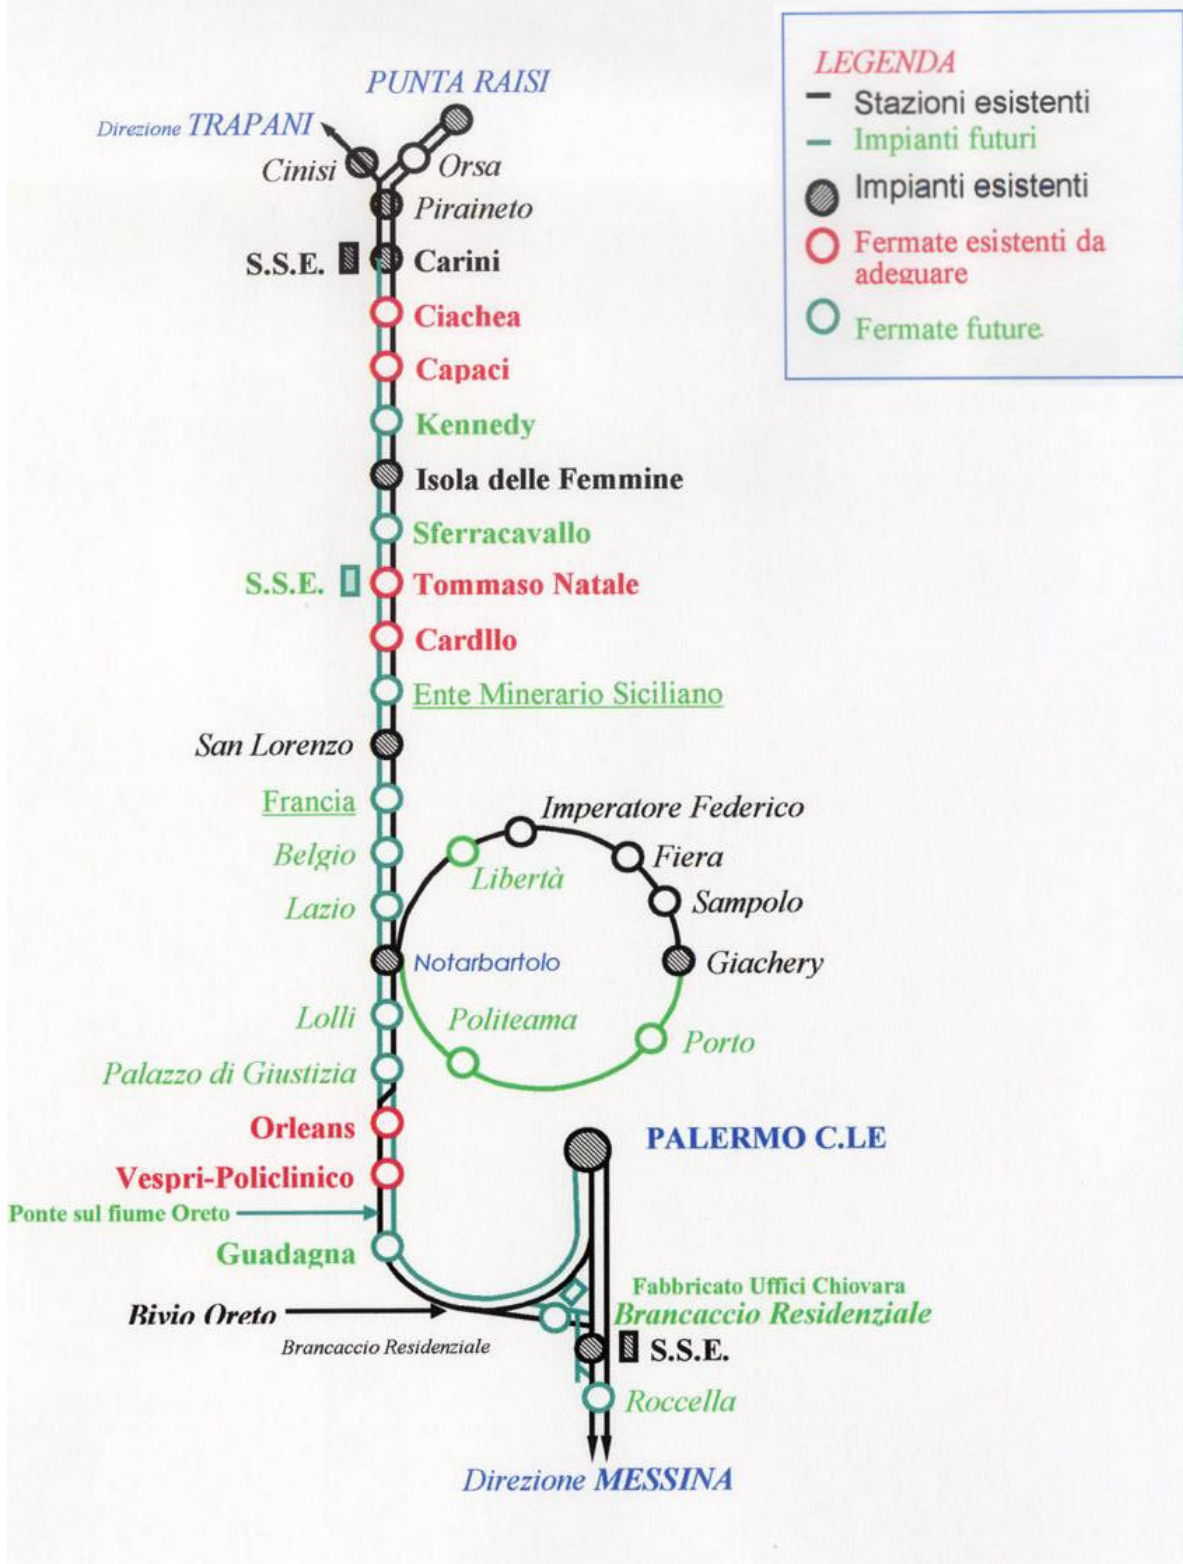 LEGENDA
Stazioni esistenti
Impianti futuri
Impianti esistenti
Fermate esistenti da
adeguare
Fermate future
PUNTA RAISI
Direzione TRAPANI
Cinisi
Orsa
Piraineto
S.S.E.
Carini
Ciachea
Capaci
Kennedy
Isola delle Femmine
Sferracavallo
S.S.E.
Tommaso Natale
Cardllo
Ente Minerario Siciliano
San Lorenzo
Francia
Imperatore Federico
Belgio
Libertà
Fiera
Lazio
Sampolo
Notarbartolo
Giachery
Lolli
Politeama
Porto
Palazzo di Giustizia
Orleans
PALERMO C.LE
Vespri-Policlinico
Ponte sul fiume Oreto
Guadagna
Fabbricato Uffici Chiovara
Bivio Oreto
Brancaccio Residenziale
Brancaccio Residenziale
S.S.E.
Roccella
Direzione MESSINA